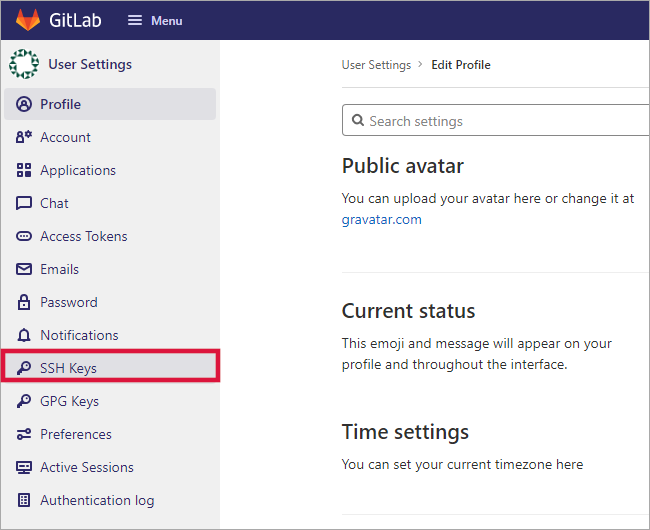 GitLab Menu
User Settings
Profile
Account
Applications
Chat
Access Tokens
Emails
Password
Notifications
SSH Keys
GPG Keys
Preferences
Active Sessions
Authentication log
User Settings > Edit Profile
Search settings
Public avatar
You can upload your avatar here or change it at
gravatar.com
Current status
This emoji and message will appear on your
profile and throughout the interface.
Time settings
You can set your current timezone here